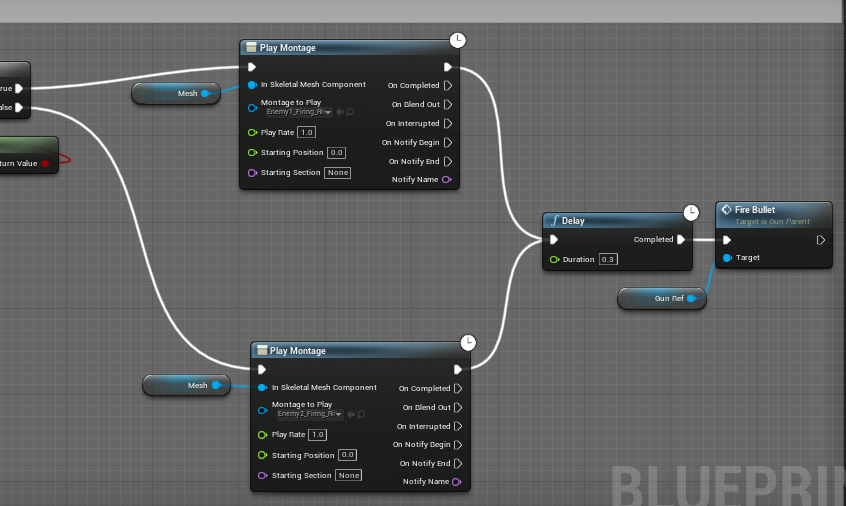 rue
alse
turn Value
Mesh
Play Montage
In Skeletal Mesh Component
On Completed
Montage to Play
Enemy1_Firing_Ri
On Blend Out
On Interrupted
Play Rate 1.0
On Notify Begin
Starting Position 0.0
On Notify End
Starting Section None
Notify Name
Delay
Completed
Duration 0.3
Fire Bullet
Target is Gun Parent
Target
Gun Ref
Mesh
Play Montage
In Skeletal Mesh Component
On Completed
Montage to Play
Enemy2_Firing_Ri
On Blend Out
On Interrupted
Play Rate 1.0
On Notify Begin
Starting Position 0.0
On Notify End
Starting Section None
Notify Name
BLUEPRIN